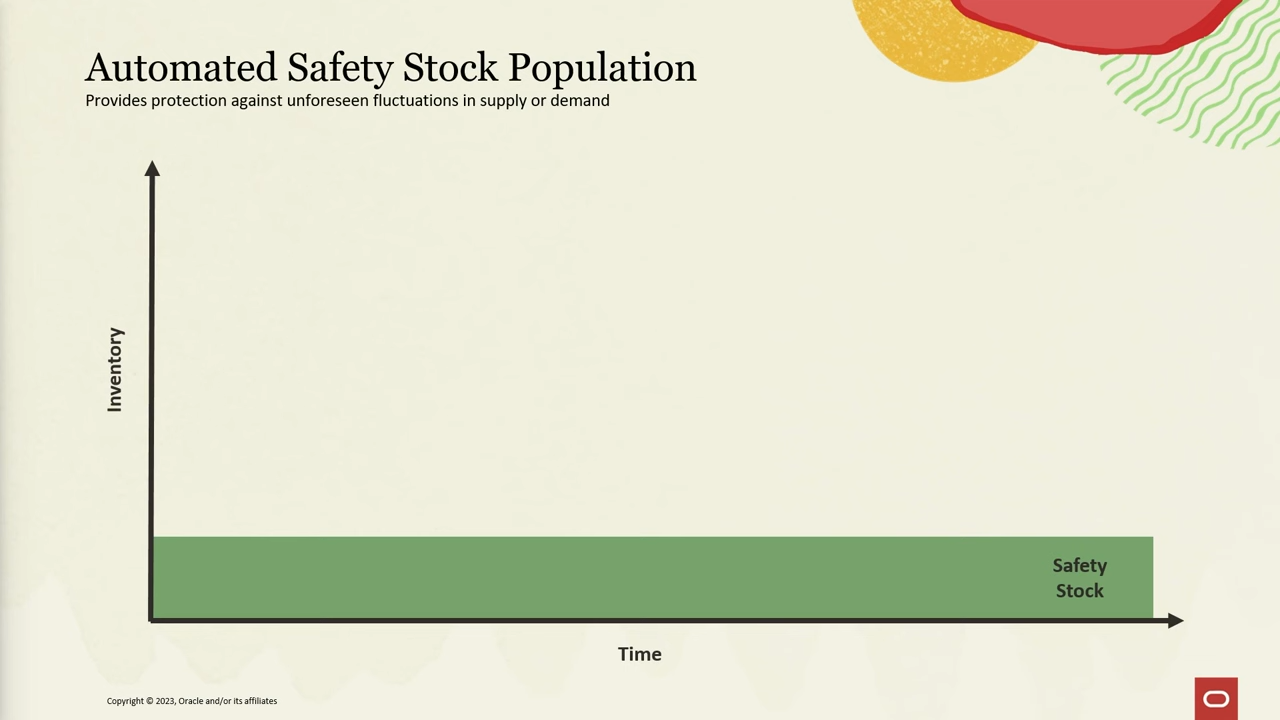 Automated Safety Stock Population
Provides protection against unforeseen fluctuations in supply or demand
Inventory
Safety
Stock
Time
Copyright © 2023, Oracle and/or its affiliates